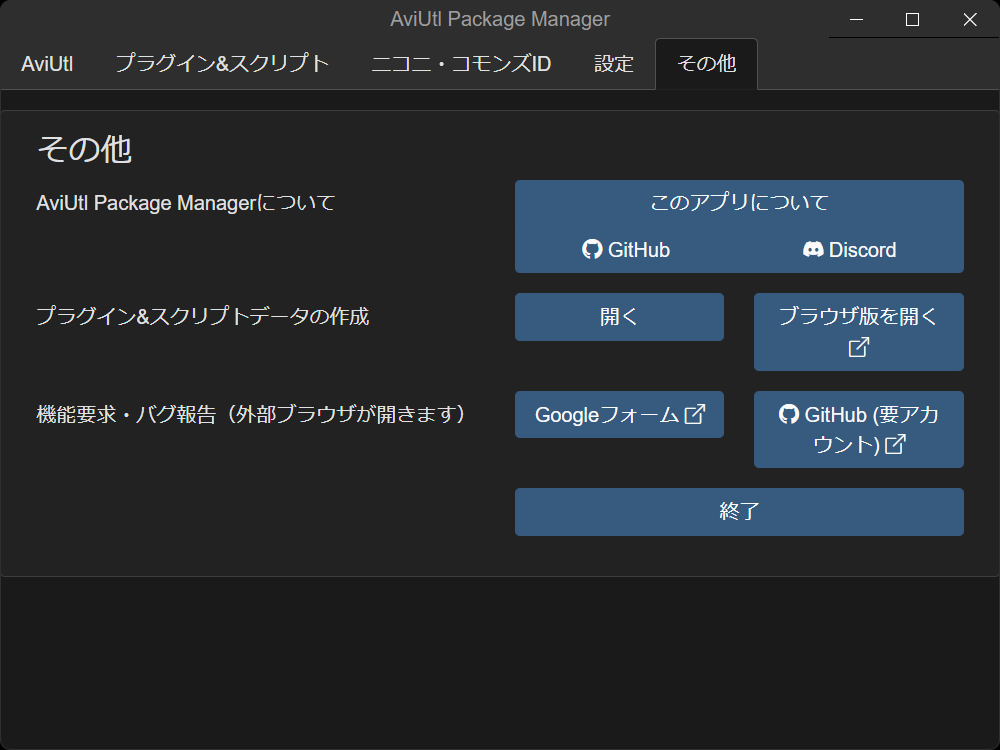 AviUtl Package Manager
AviUtl プラグイン&スクリプト ニコニ・コモンズID 設定 その他
その他
AviUtl Package Managerについて
このアプリについて
GitHub Discord
プラグイン&スクリプトデータの作成
開く
ブラウザ版を開く
機能要求・バグ報告（外部ブラウザが開きます）
Googleフォーム
GitHub (要アカ
ウント)
終了